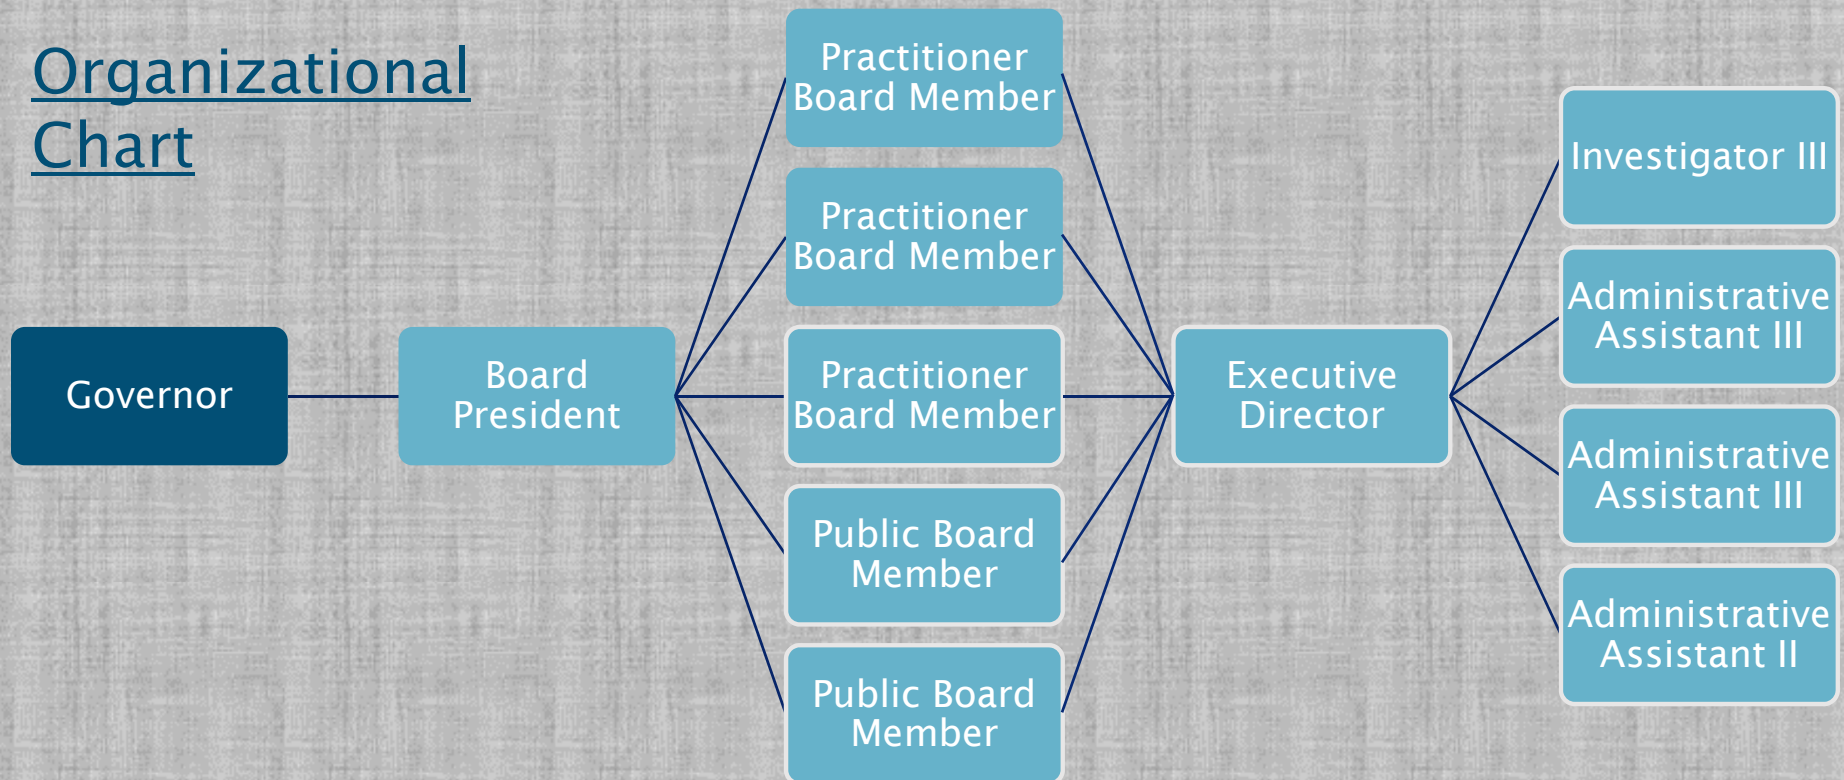 Organizational
Chart
Governor
Board
President
Practitioner
Board Member
Practitioner
Board Member
Practitioner
Board Member
Public Board
Member
Public Board
Member
Executive
Director
Investigator III
Administrative
Assistant III
Administrative
Assistant III
Administrative
Assistant II